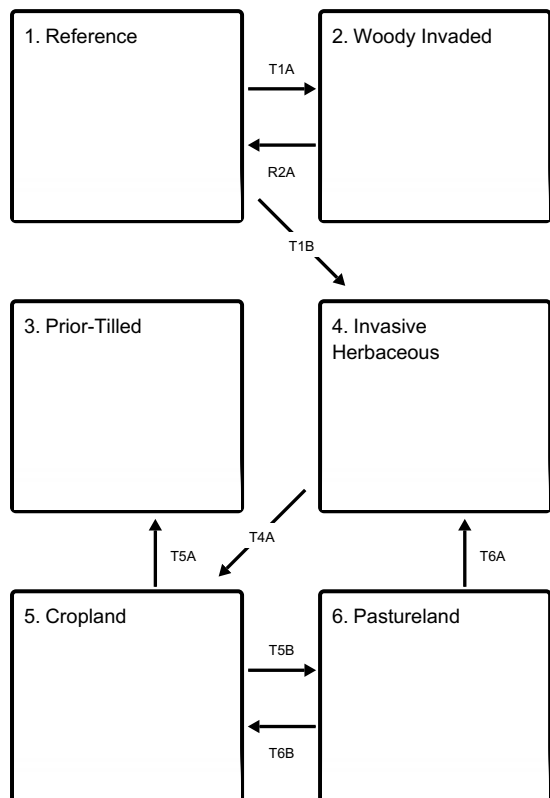 1. Reference
2. Woody Invaded
T1A
R2A
T1B
3. Prior-Tilled
4. Invasive
Herbaceous
T4A
T5A
T6A
5. Cropland
6. Pastureland
T5B
T6B